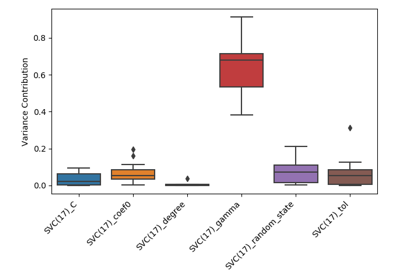 Variance Contribution
0.8
0.6
0.4
0.2
0.0
SVC(17)_C
SVC(17)_coef0
SVC(17)_degree
SVC(17)_gamma
SVC(17)_random_state
SVC(17)_tol